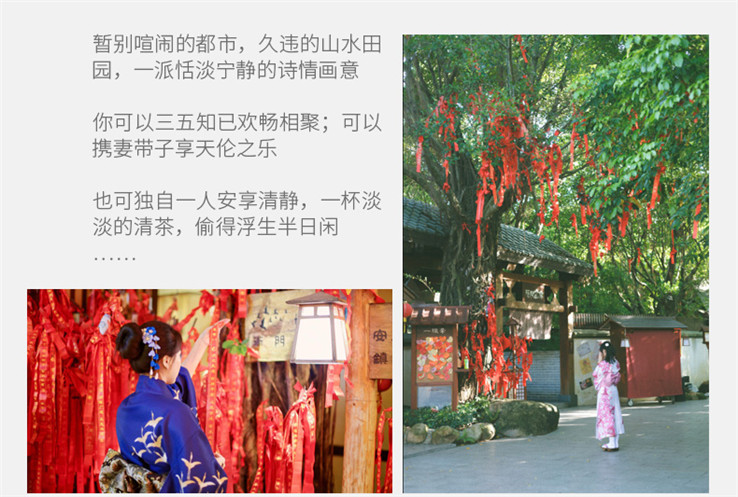 暂别喧闹的都市，久违的山水田
园，一派恬淡宁静的诗情画意
你可以三五知已欢畅相聚；可以
携妻带子享天伦之乐
也可独自一人安享清静，一杯淡
淡的清茶，偷得浮生半日闲
……
門
安鎮